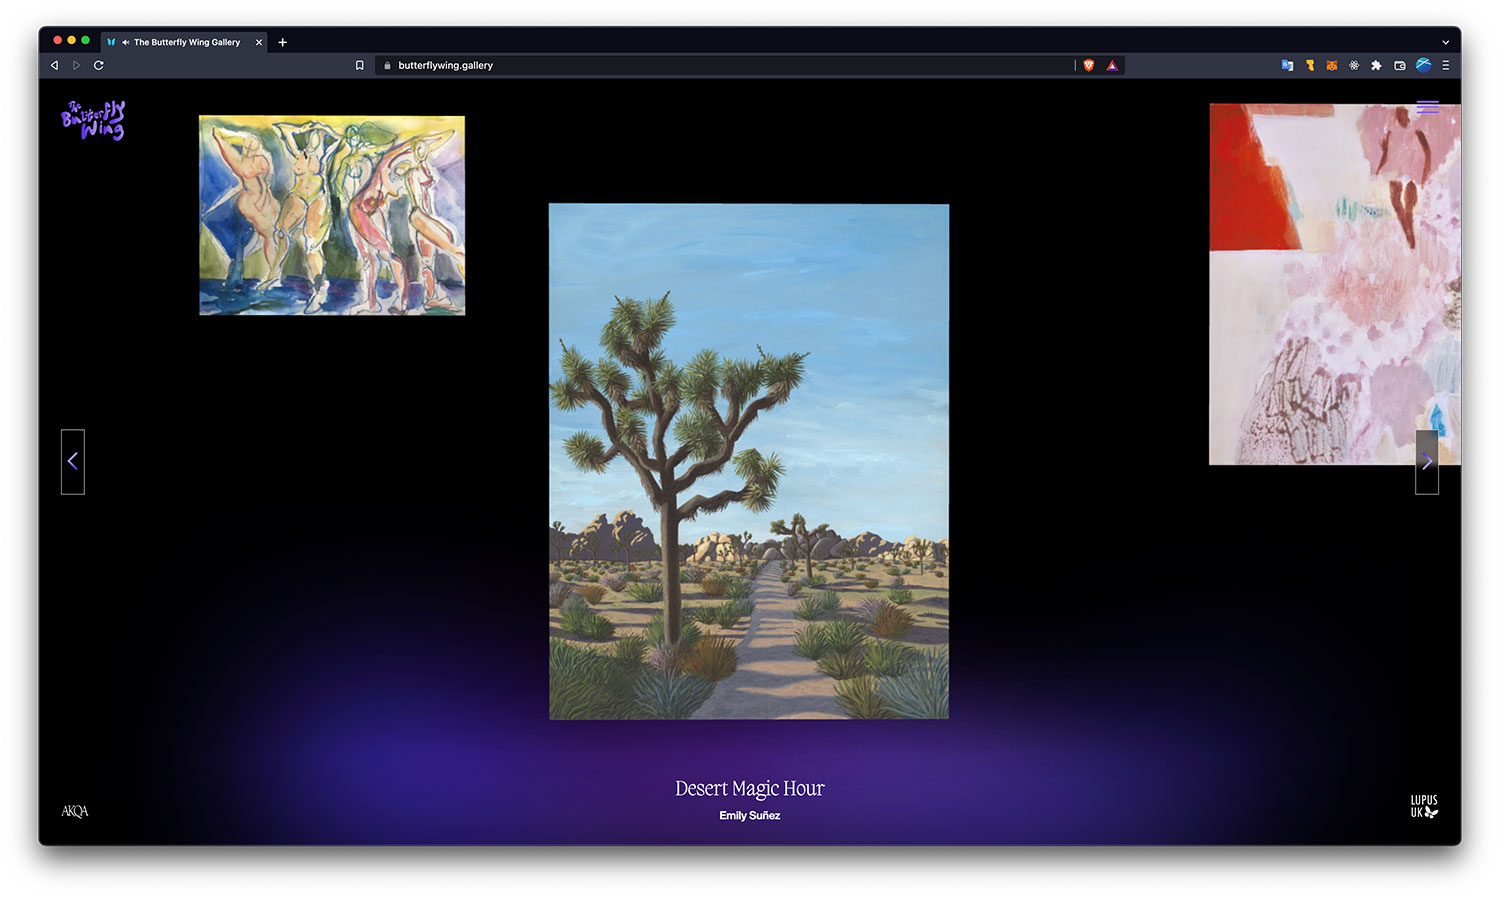 The Butterfly Wing Gallery
butterflywing.gallery
The
Butterfly
Wing
Desert Magic Hour
Emily Suñez
AKQA
LUPUS
UK